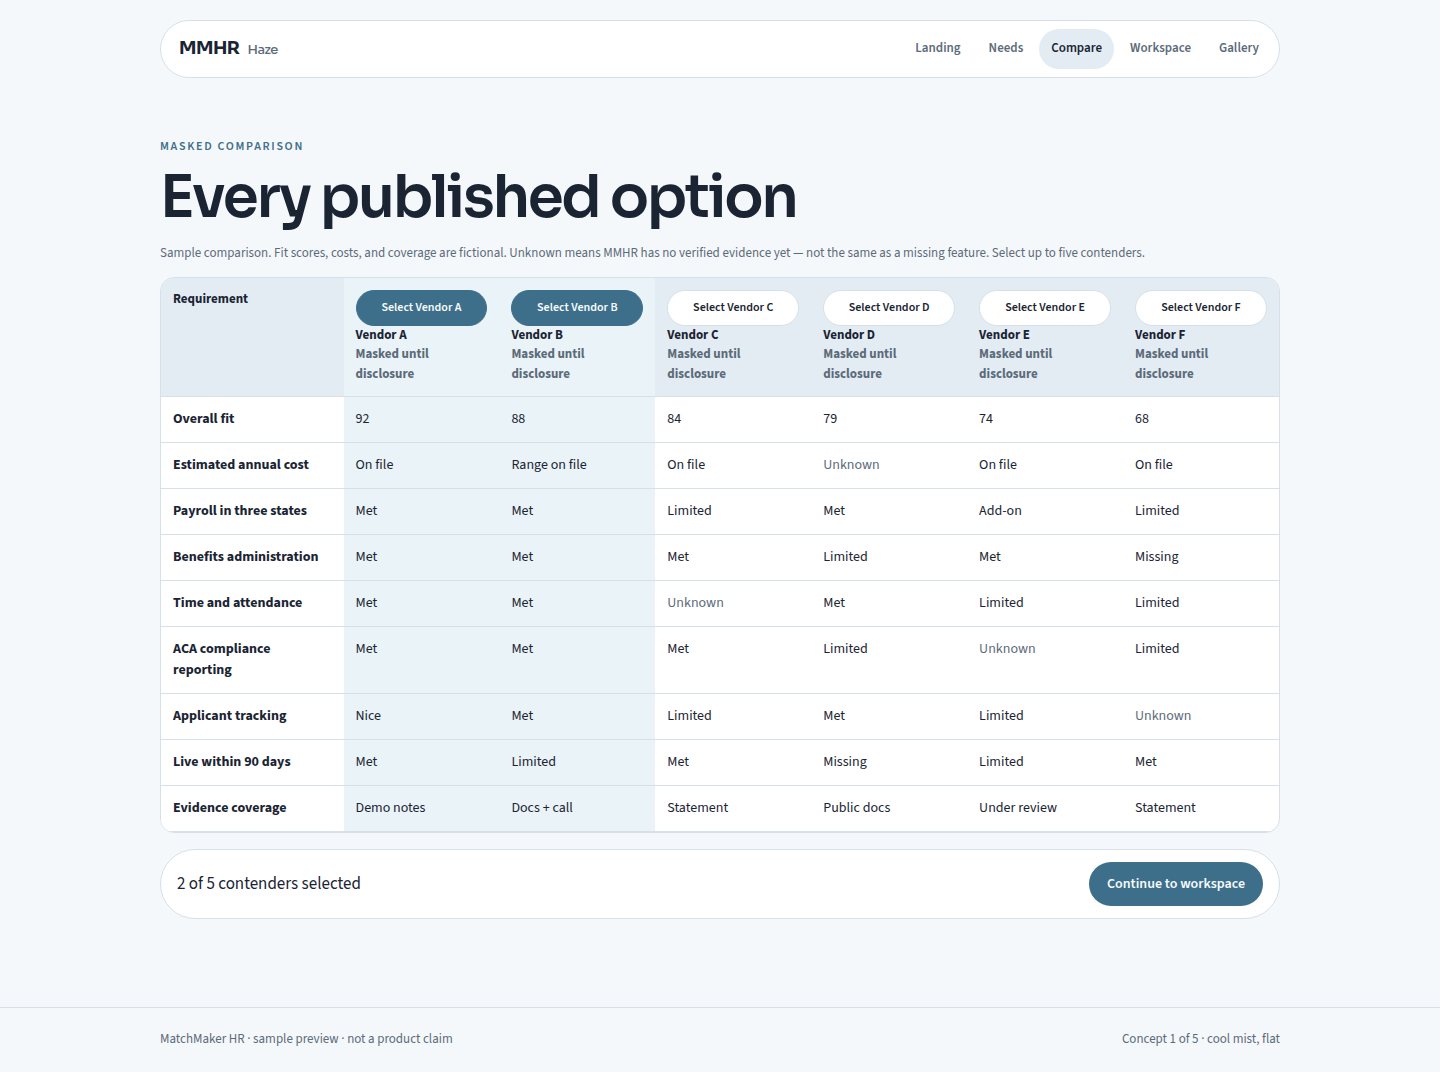 MMHR Haze
Landing Needs Compare Workspace Gallery
MASKED COMPARISON
Every published option
Sample comparison. Fit scores, costs, and coverage are fictional. Unknown means MMHR has no verified evidence yet — not the same as a missing feature. Select up to five contenders.
Requirement Select Vendor A Select Vendor B Select Vendor C Select Vendor D Select Vendor E Select Vendor F
Vendor A Vendor B Vendor C Vendor D Vendor E Vendor F
Masked until Masked until Masked until Masked until Masked until Masked until
disclosure disclosure disclosure disclosure disclosure disclosure
Overall fit 92 88 84 79 74 68
Estimated annual cost On file Range on file On file Unknown On file On file
Payroll in three states Met Met Limited Met Add-on Limited
Benefits administration Met Met Met Limited Met Missing
Time and attendance Met Met Unknown Met Limited Limited
ACA compliance Met Met Met Limited Unknown Limited
reporting
Applicant tracking Nice Met Limited Met Limited Unknown
Live within 90 days Met Limited Met Missing Limited Met
Evidence coverage Demo notes Docs + call Statement Public docs Under review Statement
2 of 5 contenders selected Continue to workspace
MatchMaker HR · sample preview · not a product claim Concept 1 of 5 · cool mist, flat